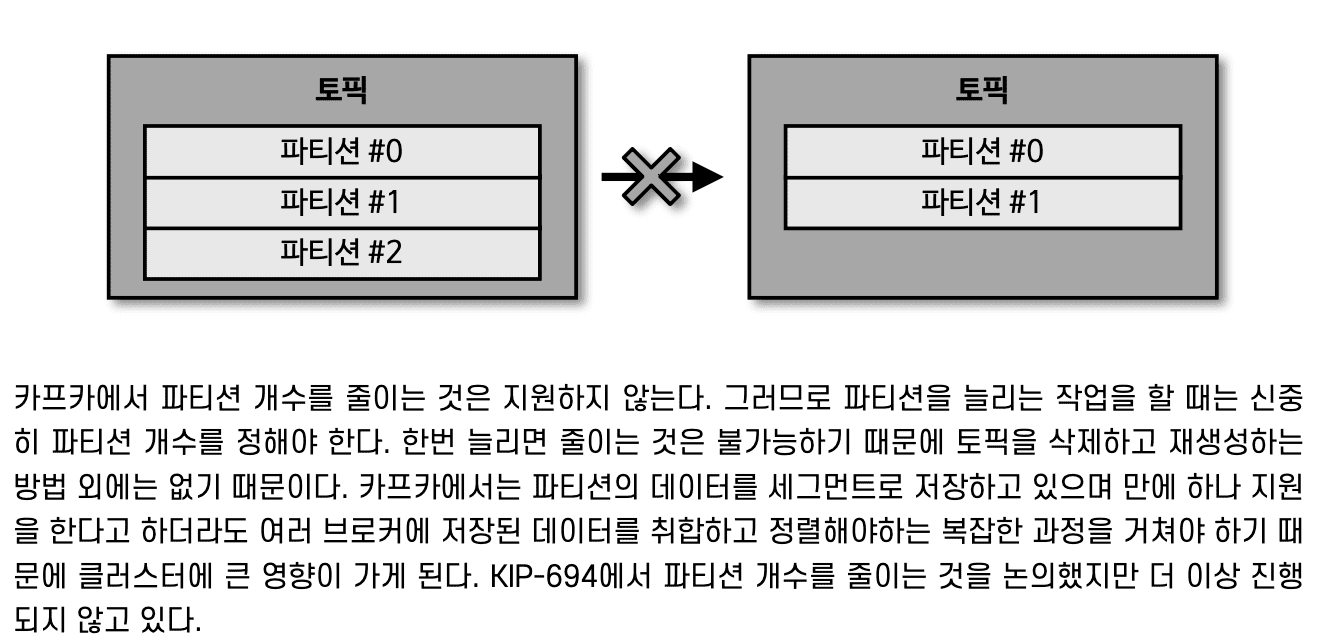 토픽
파티션 #0
파티션 #1
파티션 #2
토픽
파티션 #0
파티션 #1
카프카에서 파티션 개수를 줄이는 것은 지원하지 않는다. 그러므로 파티션을 늘리는 작업을 할 때는 신중
히 파티션 개수를 정해야 한다. 한번 늘리면 줄이는 것은 불가능하기 때문에 토픽을 삭제하고 재생성하는
방법 외에는 없기 때문이다. 카프카에서는 파티션의 데이터를 세그먼트로 저장하고 있으며 만에 하나 지원
을 한다고 하더라도 여러 브로커에 저장된 데이터를 취합하고 정렬해야하는 복잡한 과정을 거쳐야 하기 때
문에 클러스터에 큰 영향이 가게 된다. KIP-694에서 파티션 개수를 줄이는 것을 논의했지만 더 이상 진행
되지 않고 있다.